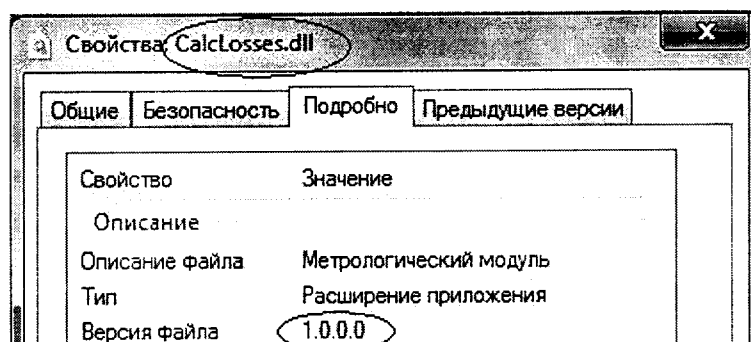 Свойства: CalcLosses.dll
Общие Безопасность Подробно Предыдущие версии
Свойство Значение
Описание
Описание файла Метрологический модуль
Тип Расширение приложения
Версия файла 1.0.0.0